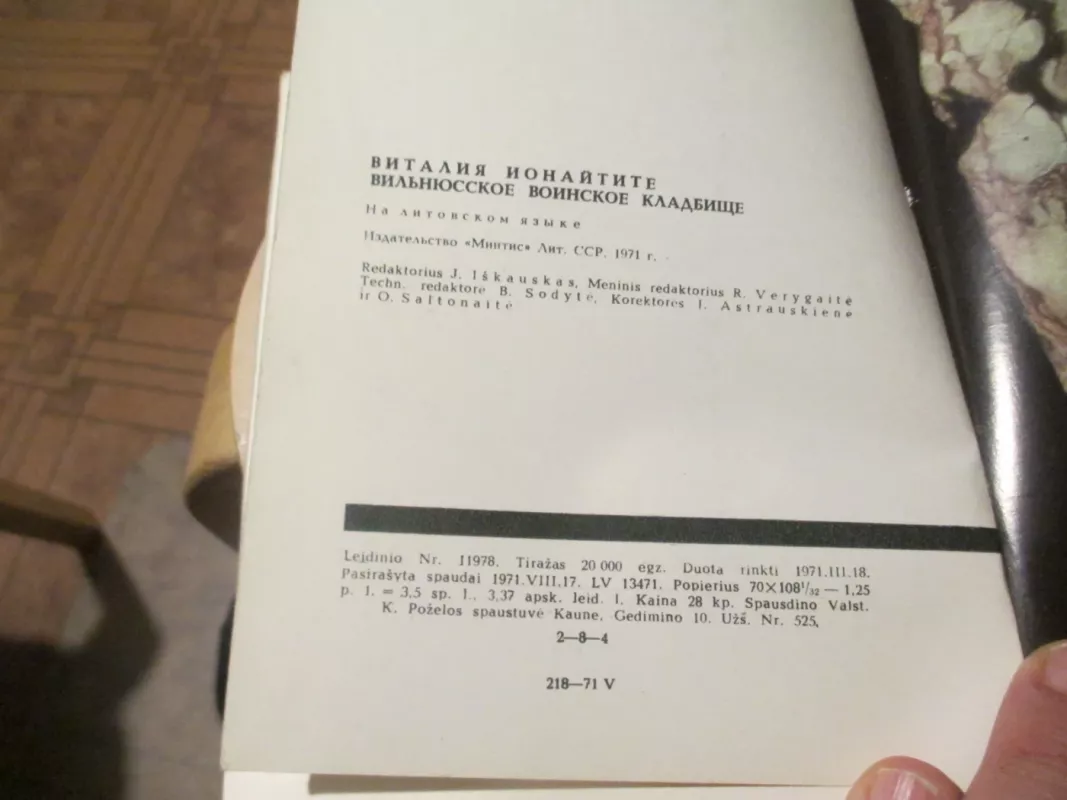 ВИТАЛИЯ ИОНАЙТИТЕ
ВИЛЬНЮССКОЕ ВОИНСКОЕ КЛАДБИЩЕ
На литовском языке
Издательство «Минтис» Лит. ССР. 1971 г.
Redaktorius J. Iškauskas, Meninis redaktorius R. Verygaitė
Techn. redaktorė B. Sodytė, Korektorės J. Astrauskienė
ir O. Saltonaitė
Leidinio Nr. 11978. Tiražas 20 000 egz. Duota rinkti 1971.III.18.
Pasirašyta spaudai 1971.VIII.17. LV 13471. Popierius 70×108¹/₃₂ — 1,25
p. l. = 3,5 sp. l., 3,37 apsk. leid. l. Kaina 28 kp. Spausdino Valst.
K. Poželos spaustuvė Kaune, Gedimino 10. Užš. Nr. 525.
2—8—4
218—71 V